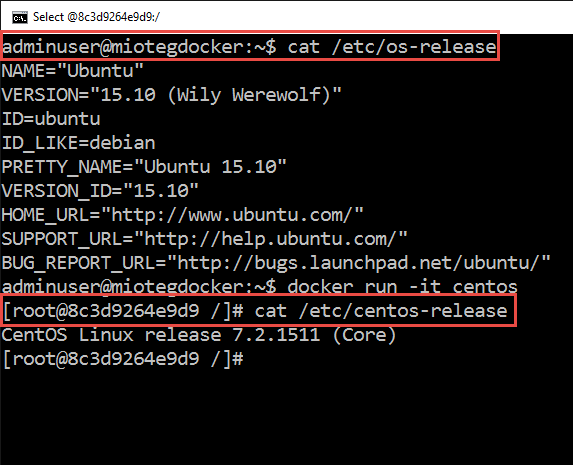 Select @8c3d9264e9d9:/
adminuser@miotegdocker:~$ cat /etc/os-release
NAME="Ubuntu"
VERSION="15.10 (Wily Werewolf)"
ID=ubuntu
ID_LIKE=debian
PRETTY_NAME="Ubuntu 15.10"
VERSION_ID="15.10"
HOME_URL="http://www.ubuntu.com/"
SUPPORT_URL="http://help.ubuntu.com/"
BUG_REPORT_URL="http://bugs.launchpad.net/ubuntu/"
adminuser@miotegdocker:~$ docker run -it centos
[root@8c3d9264e9d9 /]# cat /etc/centos-release
CentOS Linux release 7.2.1511 (Core)
[root@8c3d9264e9d9 /]#